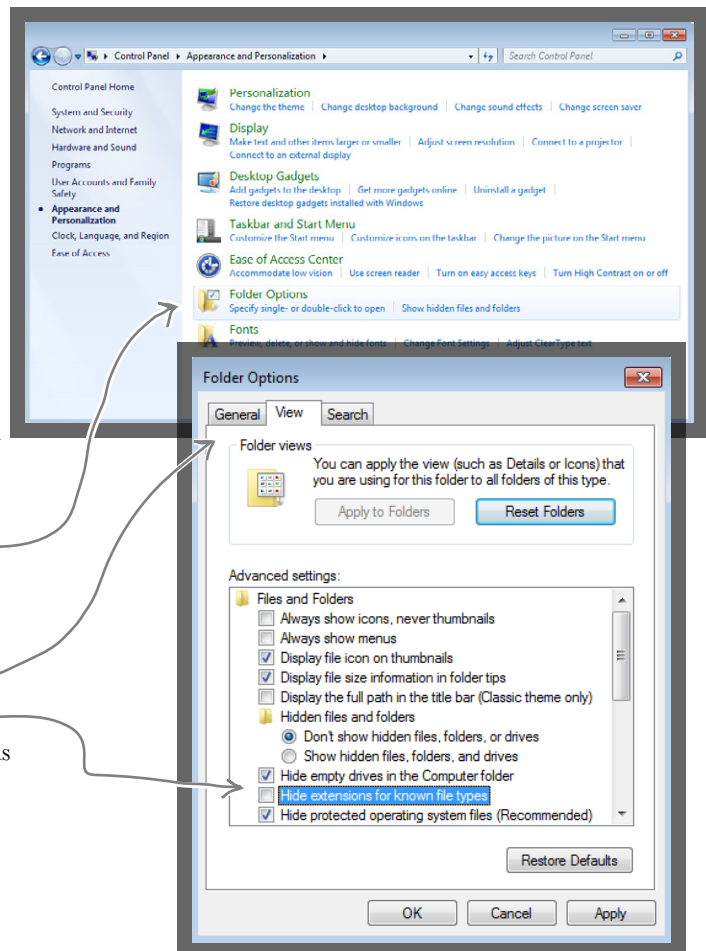 Control Panel ▸ Appearance and Personalization ▸
Search Control Panel
Control Panel Home
System and Security
Network and Internet
Hardware and Sound
Programs
User Accounts and Family
Safety
Appearance and
Personalization
Clock, Language, and Region
Ease of Access
Personalization
Change the theme | Change desktop background | Change sound effects | Change screen saver
Display
Make text and other items larger or smaller | Adjust screen resolution | Connect to a projector |
Connect to an external display
Desktop Gadgets
Add gadgets to the desktop | Get more gadgets online | Uninstall a gadget |
Restore desktop gadgets installed with Windows
Taskbar and Start Menu
Customize the Start menu | Customize icons on the taskbar | Change the picture on the Start menu
Ease of Access Center
Accommodate low vision | Use screen reader | Turn on easy access keys | Turn High Contrast on or off
Folder Options
Specify single- or double-click to open | Show hidden files and folders
Fonts
Preview, delete, or show and hide fonts | Change Font Settings | Adjust ClearType text
Folder Options
General View Search
Folder views
You can apply the view (such as Details or Icons) that
you are using for this folder to all folders of this type.
Apply to Folders Reset Folders
Advanced settings:
Files and Folders
Always show icons, never thumbnails
Always show menus
Display file icon on thumbnails
Display file size information in folder tips
Display the full path in the title bar (Classic theme only)
Hidden files and folders
Don't show hidden files, folders, or drives
Show hidden files, folders, and drives
Hide empty drives in the Computer folder
Hide extensions for known file types
Hide protected operating system files (Recommended)
Restore Defaults
OK Cancel Apply